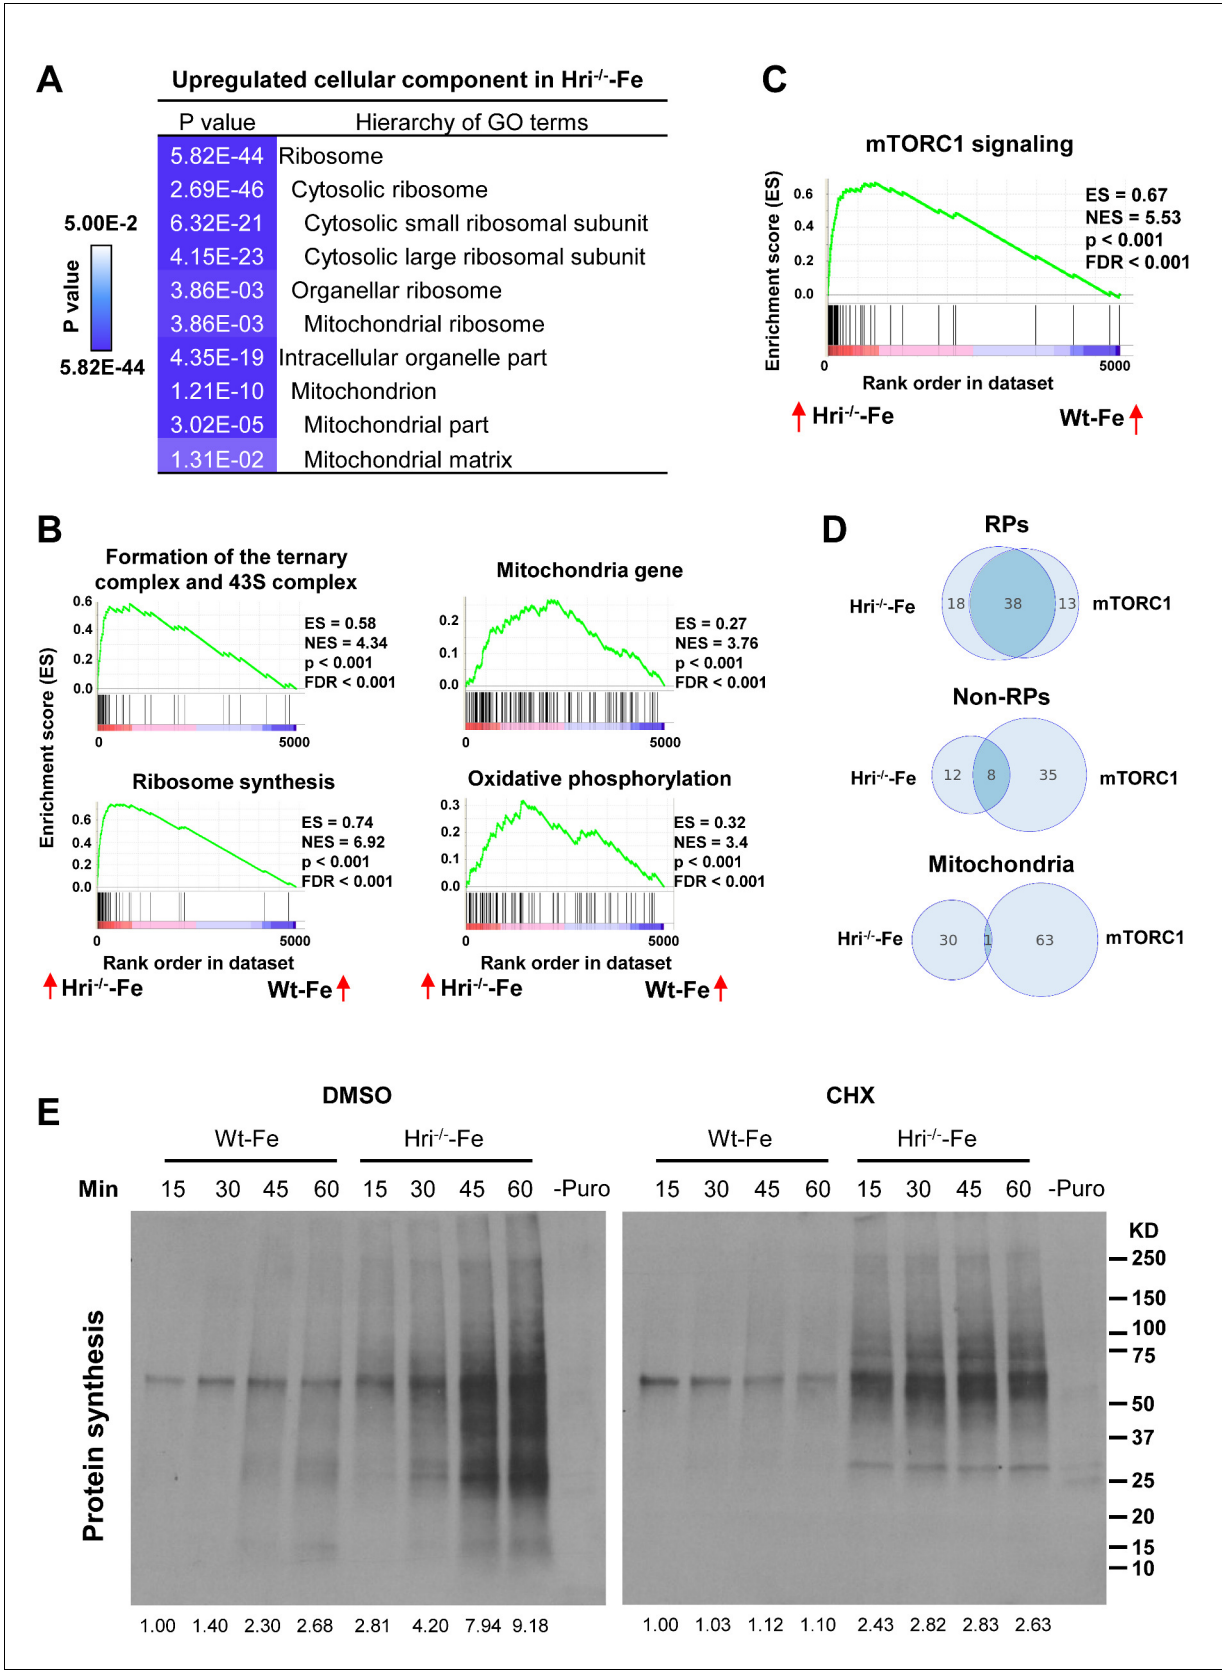 A
Upregulated cellular component in Hri-/--Fe
P value Hierarchy of GO terms
5.82E-44 Ribosome
2.69E-46 Cytosolic ribosome
6.32E-21 Cytosolic small ribosomal subunit
4.15E-23 Cytosolic large ribosomal subunit
3.86E-03 Organellar ribosome
3.86E-03 Mitochondrial ribosome
4.35E-19 Intracellular organelle part
1.21E-10 Mitochondrion
3.02E-05 Mitochondrial part
1.31E-02 Mitochondrial matrix
5.00E-2
P value
5.82E-44
B
Formation of the ternary
complex and 43S complex
Enrichment score (ES)
0.6
0.4
0.2
0.0
ES = 0.58
NES = 4.34
p < 0.001
FDR < 0.001
0 5000
Mitochondria gene
0.2
0.1
0.0
ES = 0.27
NES = 3.76
p < 0.001
FDR < 0.001
0 5000
Ribosome synthesis
0.6
0.4
0.2
0.0
ES = 0.74
NES = 6.92
p < 0.001
FDR < 0.001
0 5000
Rank order in dataset
Hri-/--Fe Wt-Fe
Oxidative phosphorylation
0.3
0.2
0.1
0.0
ES = 0.32
NES = 3.4
p < 0.001
FDR < 0.001
0 5000
Rank order in dataset
Hri-/--Fe Wt-Fe
C
mTORC1 signaling
Enrichment score (ES)
0.6
0.4
0.2
0.0
ES = 0.67
NES = 5.53
p < 0.001
FDR < 0.001
0 5000
Rank order in dataset
Hri-/--Fe Wt-Fe
D
RPs
Hri-/--Fe 18 38 13 mTORC1
Non-RPs
Hri-/--Fe 12 8 35 mTORC1
Mitochondria
Hri-/--Fe 30 1 63 mTORC1
E
DMSO CHX
Wt-Fe Hri-/--Fe Wt-Fe Hri-/--Fe
Min 15 30 45 60 15 30 45 60 -Puro 15 30 45 60 15 30 45 60 -Puro
Protein synthesis
KD
250
150
100
75
50
37
25
20
15
10
1.00 1.40 2.30 2.68 2.81 4.20 7.94 9.18 1.00 1.03 1.12 1.10 2.43 2.82 2.83 2.63